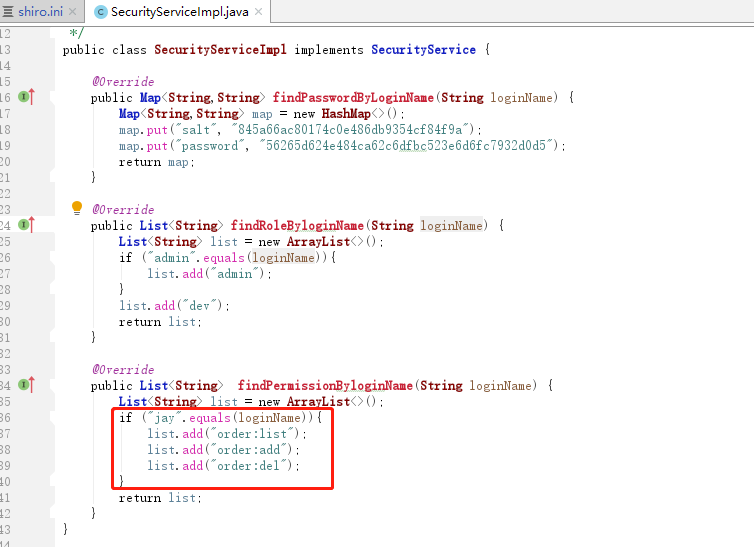 shiro.ini SecurityServiceImpl.java
12 */
13 public class SecurityServiceImpl implements SecurityService {
14
15 @Override
16 public Map<String,String> findPasswordByLoginName(String loginName) {
17 Map<String,String> map = new HashMap<>();
18 map.put("salt", "845a66ac80174c0e486db9354cf84f9a");
19 map.put("password", "56265d624e484ca62c6dfbc523e6d6fc7932d0d5");
20 return map;
21 }
22
23 @Override
24 public List<String> findRoleByloginName(String loginName) {
25 List<String> list = new ArrayList<>();
26 if ("admin".equals(loginName)){
27 list.add("admin");
28 }
29 list.add("dev");
30 return list;
31 }
32
33 @Override
34 public List<String> findPermissionByloginName(String loginName) {
35 List<String> list = new ArrayList<>();
36 if ("jay".equals(loginName)){
37 list.add("order:list");
38 list.add("order:add");
39 list.add("order:del");
40 }
41 return list;
42 }
43 }
44